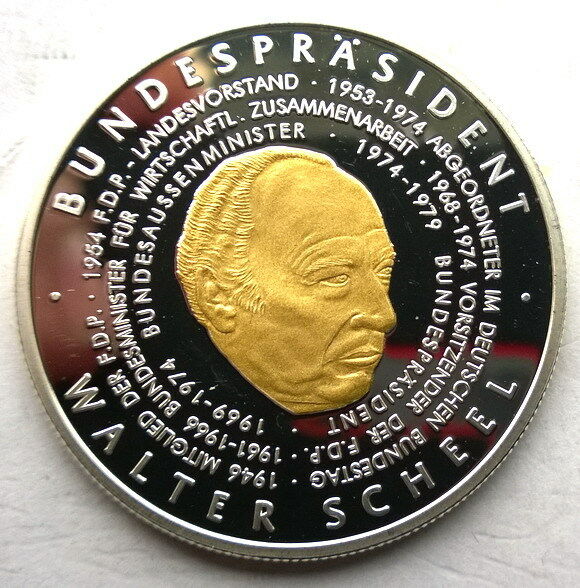 BUNDESPRÄSIDENT
· WALTER SCHEEL ·
1946 MITGLIED DER F.D.P. · 1954 F.D.P.-LANDESVORSTAND · 1953-1974 ABGEORDNETER IM DEUTSCHEN BUNDESTAG ·
1961-1966 BUNDESMINISTER FÜR WIRTSCHAFTL. ZUSAMMENARBEIT · 1968-1974 VORSITZENDER DER F.D.P. ·
1969-1974 BUNDESAUSSENMINISTER · 1974-1979 BUNDESPRÄSIDENT ·